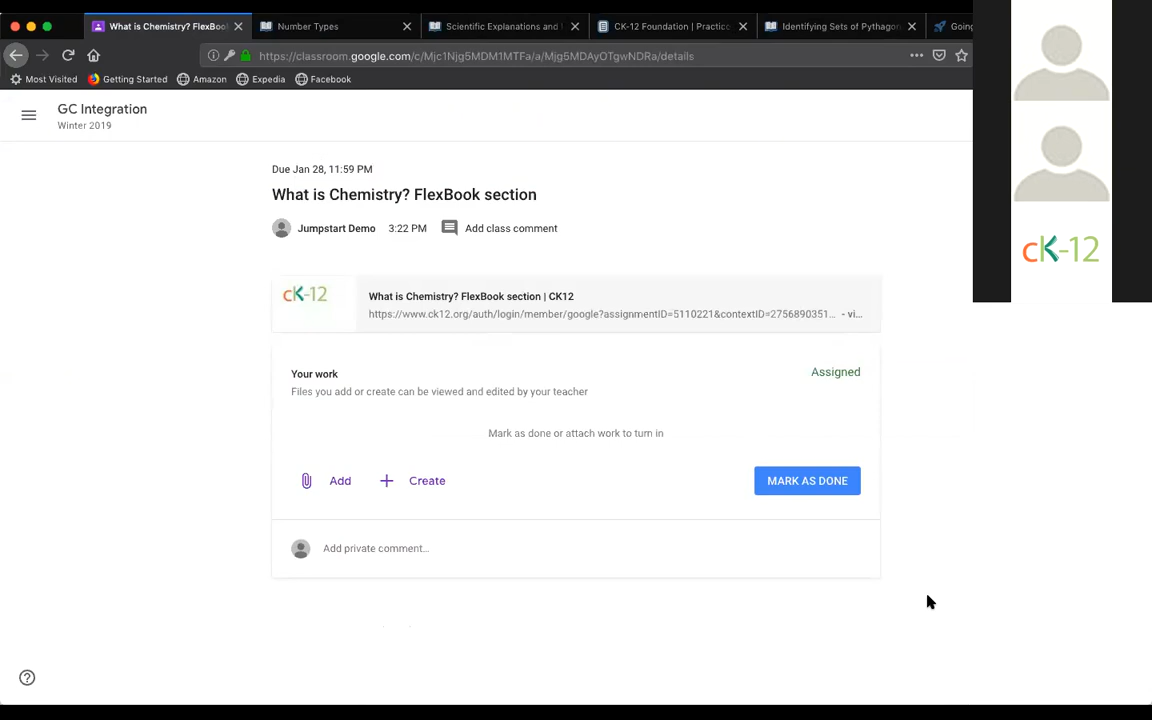 What is Chemistry? FlexBoo
Number Types
Scientific Explanations and
CK-12 Foundation | Practice
Identifying Sets of Pythagor
Going
https://classroom.google.com/c/Mjc1Njg5MDM1MTFa/a/Mjg5MDAyOTgwNDRa/details
Most Visited Getting Started Amazon Expedia Facebook
GC Integration
Winter 2019
cK-12
Due Jan 28, 11:59 PM
What is Chemistry? FlexBook section
Jumpstart Demo 3:22 PM Add class comment
cK-12
What is Chemistry? FlexBook section | CK12
https://www.ck12.org/auth/login/member/google?assignmentID=5110221&contextID=2756890351... - vi...
Your work Assigned
Files you add or create can be viewed and edited by your teacher
Mark as done or attach work to turn in
Add Create MARK AS DONE
Add private comment...